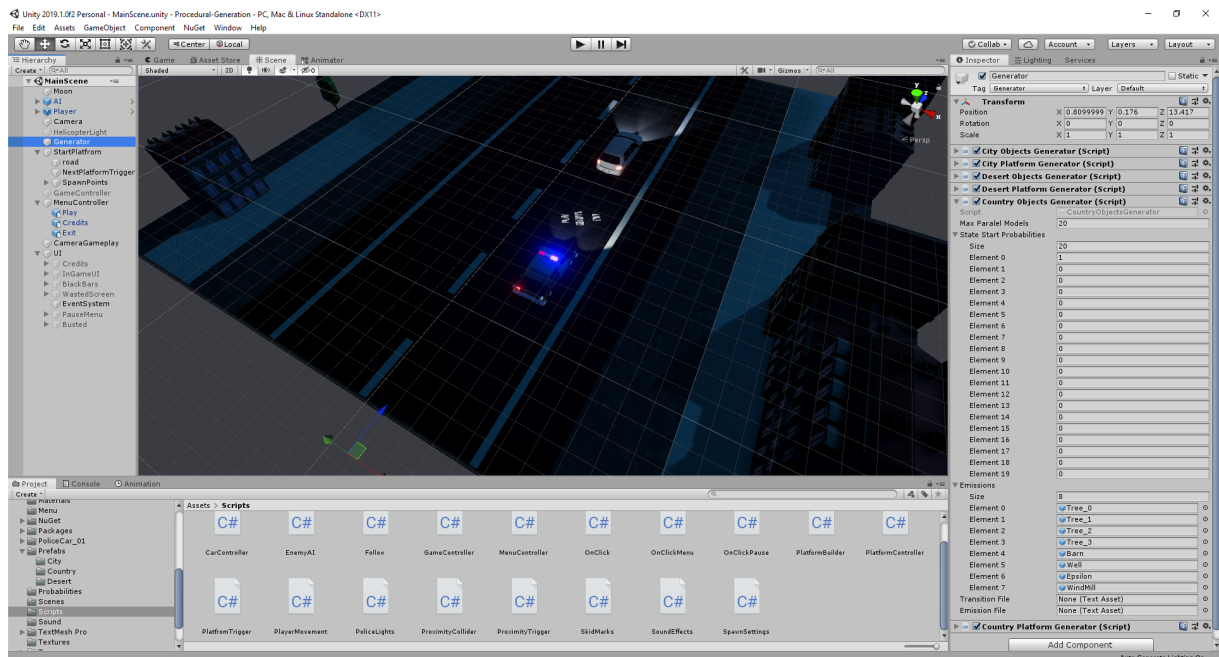 Unity 2019.1.0f2 Personal - MainScene.unity - Procedural-Generation - PC, Mac & Linux Standalone <DX11>
File Edit Assets GameObject Component NuGet Window Help
Center Local Collab Account Layers Layout
Hierarchy
Create All
MainScene
Moon
AI
Player
Camera
HelicopterLight
Generator
StartPlatfrom
road
NextPlatformTrigger
SpawnPoints
GameController
MenuController
Play
Credits
Exit
CameraGameplay
UI
Credits
InGameUI
BlackBars
WastedScreen
EventSystem
PauseMenu
Busted
Game Asset Store Scene Animator
Shaded 2D 0 Gizmos All
y
z
x
Persp
PLAY
CREDITS
EXIT
Inspector Lighting Services
Generator Static
Tag Generator Layer Default
Transform
Position X 0.8099999 Y 0.176 Z 13.417
Rotation X 0 Y 0 Z 0
Scale X 1 Y 1 Z 1
City Objects Generator (Script)
City Platform Generator (Script)
Desert Objects Generator (Script)
Desert Platform Generator (Script)
Country Objects Generator (Script)
Script CountryObjectsGenerator
Max Paralel Models 20
State Start Probabilities
Size 20
Element 0 1
Element 1 0
Element 2 0
Element 3 0
Element 4 0
Element 5 0
Element 6 0
Element 7 0
Element 8 0
Element 9 0
Element 10 0
Element 11 0
Element 12 0
Element 13 0
Element 14 0
Element 15 0
Element 16 0
Element 17 0
Element 18 0
Element 19 0
Emissions
Size 8
Element 0 Tree_0
Element 1 Tree_1
Element 2 Tree_2
Element 3 Tree_3
Element 4 Barn
Element 5 Well
Element 6 Epsilon
Element 7 WindMill
Transition File None (Text Asset)
Emission File None (Text Asset)
Country Platform Generator (Script)
Add Component
Auto Generate Lighting On
Project Console Animation
Create
Materials
Menu
NuGet
Packages
PoliceCar_01
Prefabs
City
Country
Desert
Probabilities
Scenes
Scripts
Sound
TextMesh Pro
Textures
Assets > Scripts
C# C# C# C# C# C# C# C# C# C#
CarController EnemyAI Follow GameController MenuController OnClick OnClickMenu OnClickPause PlatformBuilder PlatformController
C# C# C# C# C# C# C# C#
PlatfromTrigger PlayerMovement PoliceLights ProximityCollider ProximityTrigger SkidMarks SoundEffects SpawnSettings